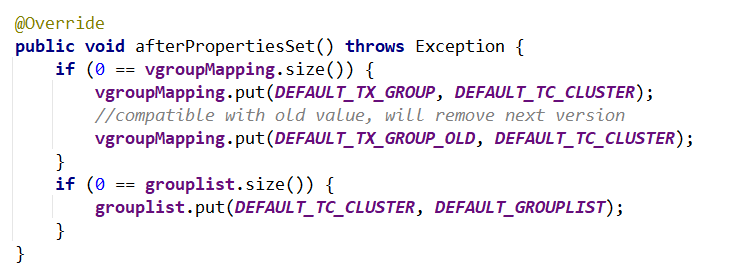 @Override
public void afterPropertiesSet() throws Exception {
    if (0 == vgroupMapping.size()) {
        vgroupMapping.put(DEFAULT_TX_GROUP, DEFAULT_TC_CLUSTER);
        //compatible with old value, will remove next version
        vgroupMapping.put(DEFAULT_TX_GROUP_OLD, DEFAULT_TC_CLUSTER);
    }
    if (0 == grouplist.size()) {
        grouplist.put(DEFAULT_TC_CLUSTER, DEFAULT_GROUPLIST);
    }
}